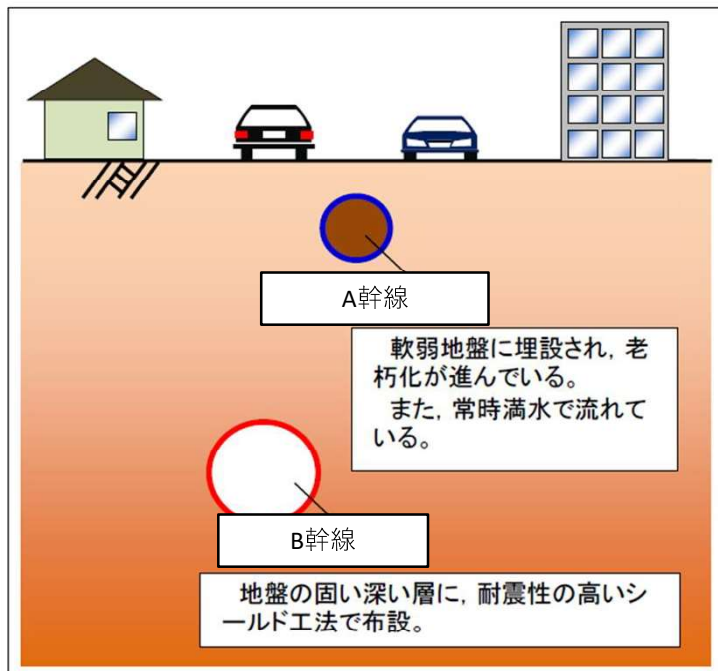 A幹線
軟弱地盤に埋設され，老
朽化が進んでいる。
また，常時満水で流れて
いる。
B幹線
地盤の固い深い層に，耐震性の高いシ
ールド工法で布設。